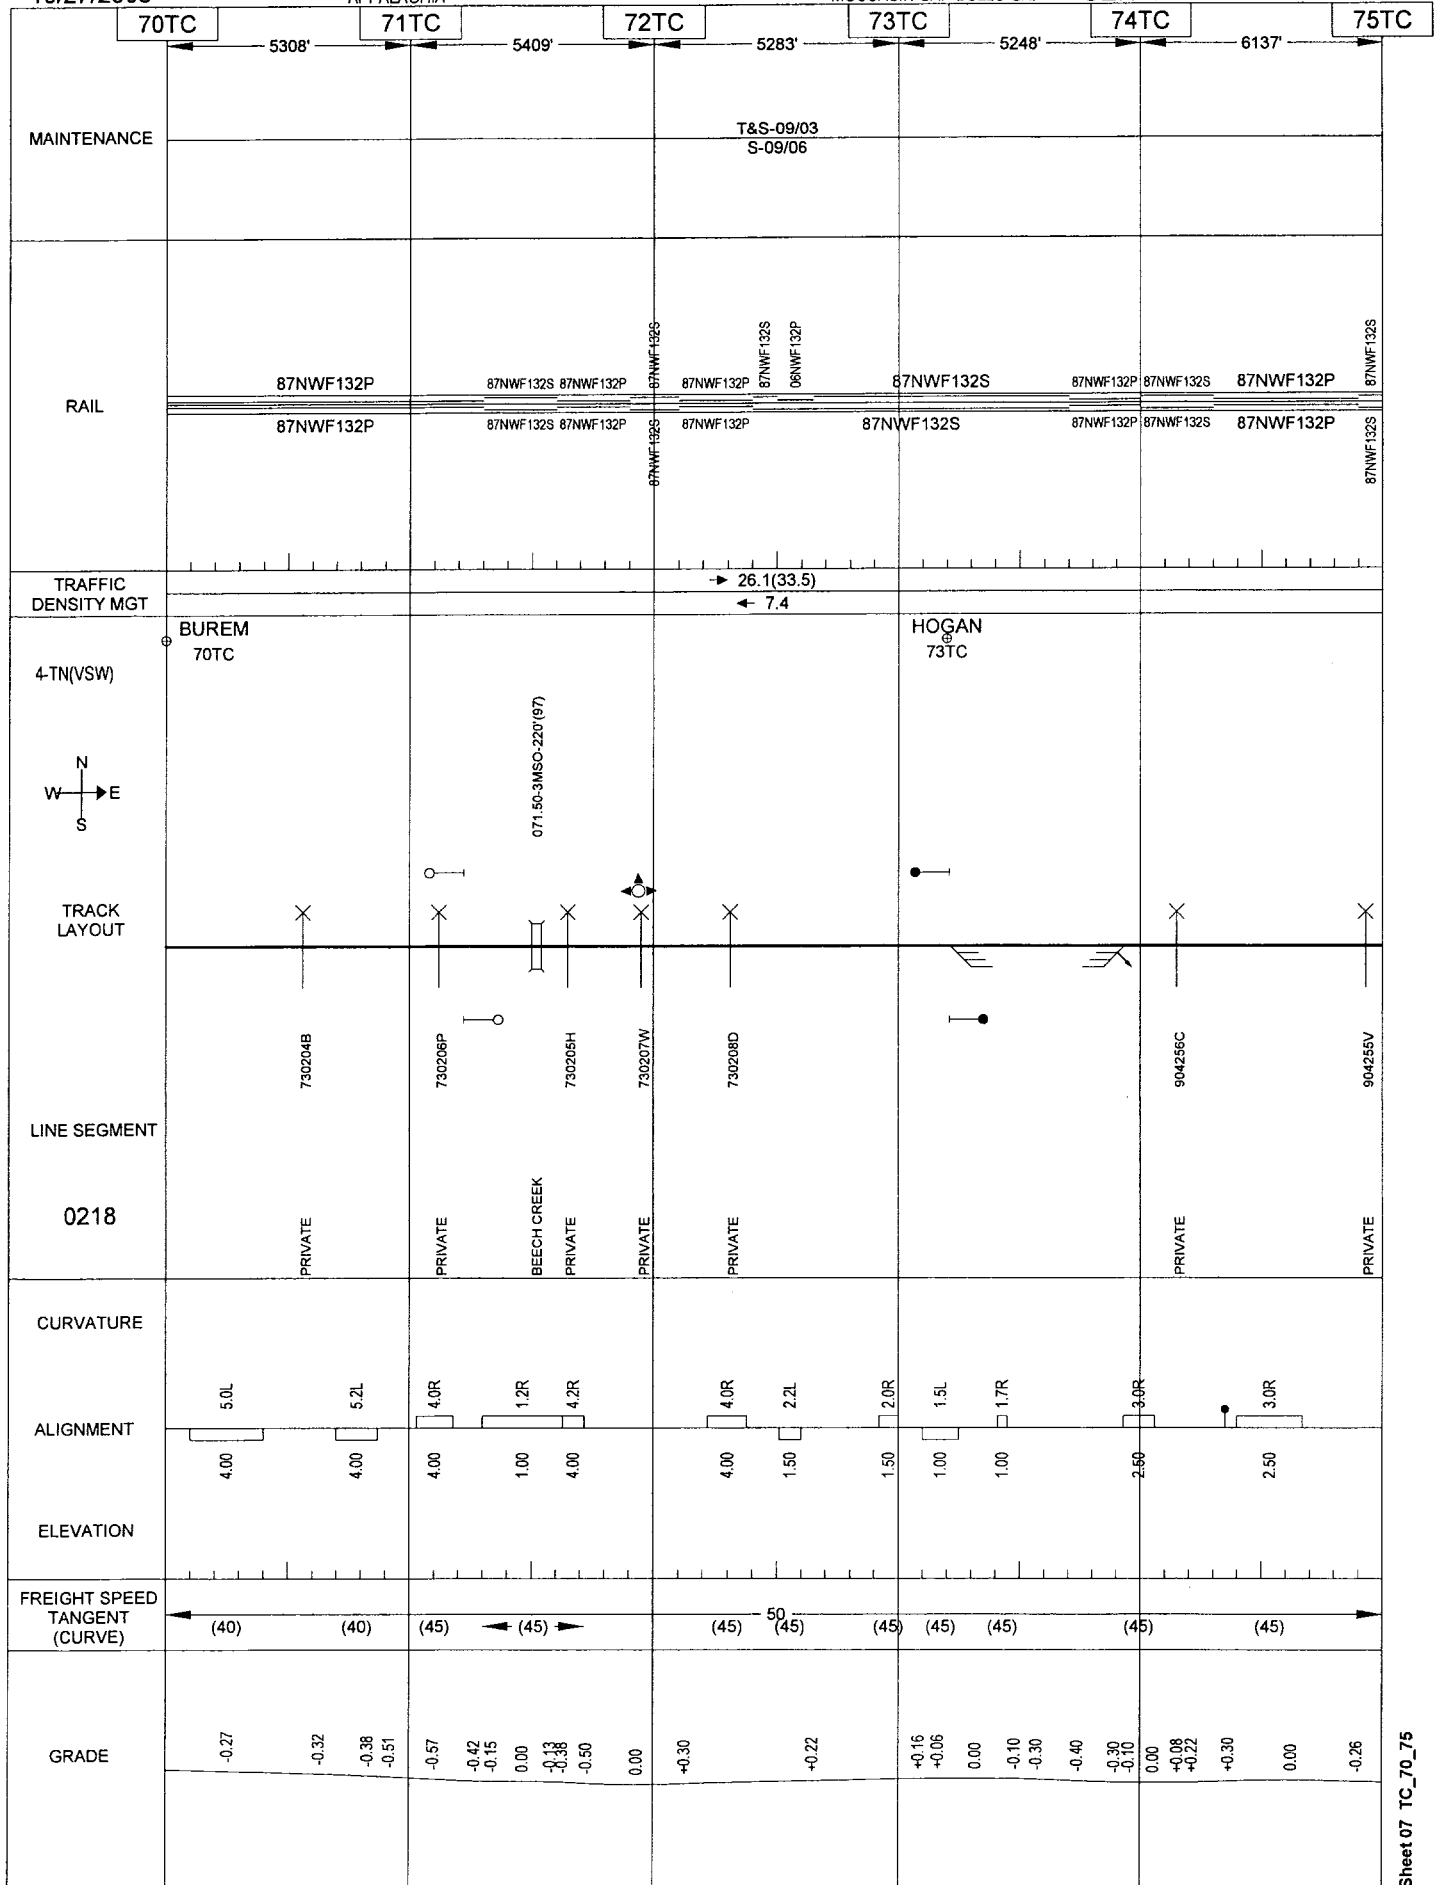 APPALACHIA
70TC 71TC 72TC 73TC 74TC 75TC
5308' 5409' 5283' 5248' 6137'
MAINTENANCE
T&S-09/03
S-09/06
87NWF132S 87NWF132S 06NWF132P 87NWF132S
87NWF132P 87NWF132S 87NWF132P 87NWF132P 87NWF132S 87NWF132P 87NWF132S 87NWF132P
RAIL
87NWF132P 87NWF132S 87NWF132P 87NWF132P 87NWF132S 87NWF132P 87NWF132S 87NWF132P
87NWF132S 87NWF132S
TRAFFIC
DENSITY MGT
26.1(33.5)
7.4
BUREM
70TC
HOGAN
73TC
4-TN(VSW)
N
W E
S
071.50-3MSO-220'(97)
TRACK
LAYOUT
730204B 730206P 730205H 730207W 730208D 904256C 904255V
LINE SEGMENT
0218
PRIVATE PRIVATE BEECH CREEK PRIVATE PRIVATE PRIVATE PRIVATE PRIVATE
CURVATURE
5.0L 5.2L 4.0R 1.2R 4.2R 4.0R 2.2L 2.0R 1.5L 1.7R 3.0R 3.0R
ALIGNMENT
4.00 4.00 4.00 1.00 4.00 4.00 1.50 1.50 1.00 1.00 2.50 2.50
ELEVATION
FREIGHT SPEED
TANGENT
(CURVE)
50
(40) (40) (45) (45) (45) (45) (45) (45) (45) (45) (45)
GRADE
-0.27 -0.32 -0.38 -0.51 -0.57 -0.42 -0.15 0.00 -0.13 -0.38 -0.50 0.00 +0.30 +0.22 +0.16 +0.06 0.00 -0.10 -0.30 -0.40 -0.30 -0.10 0.00 +0.08 +0.22 +0.30 0.00 -0.26
Sheet 07 TC_70_75